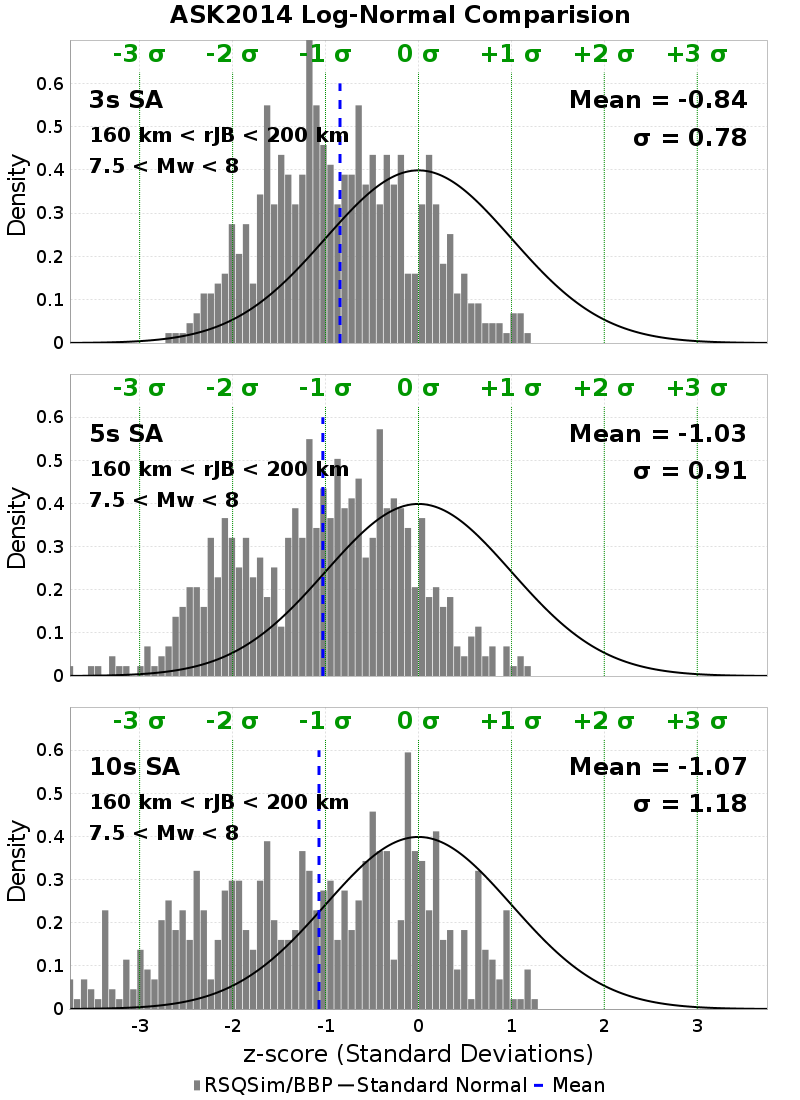 ASK2014 Log-Normal Comparision
-3 σ -2 σ -1 σ 0 σ +1 σ +2 σ +3 σ
3s SA Mean = -0.84
160 km < rJB < 200 km σ = 0.78
7.5 < Mw < 8
0.6
0.5
0.4
0.3
0.2
0.1
0
Density
-3 σ -2 σ -1 σ 0 σ +1 σ +2 σ +3 σ
5s SA Mean = -1.03
160 km < rJB < 200 km σ = 0.91
7.5 < Mw < 8
0.6
0.5
0.4
0.3
0.2
0.1
0
Density
-3 σ -2 σ -1 σ 0 σ +1 σ +2 σ +3 σ
10s SA Mean = -1.07
160 km < rJB < 200 km σ = 1.18
7.5 < Mw < 8
0.6
0.5
0.4
0.3
0.2
0.1
0
Density
-3 -2 -1 0 1 2 3
z-score (Standard Deviations)
RSQSim/BBP Standard Normal Mean